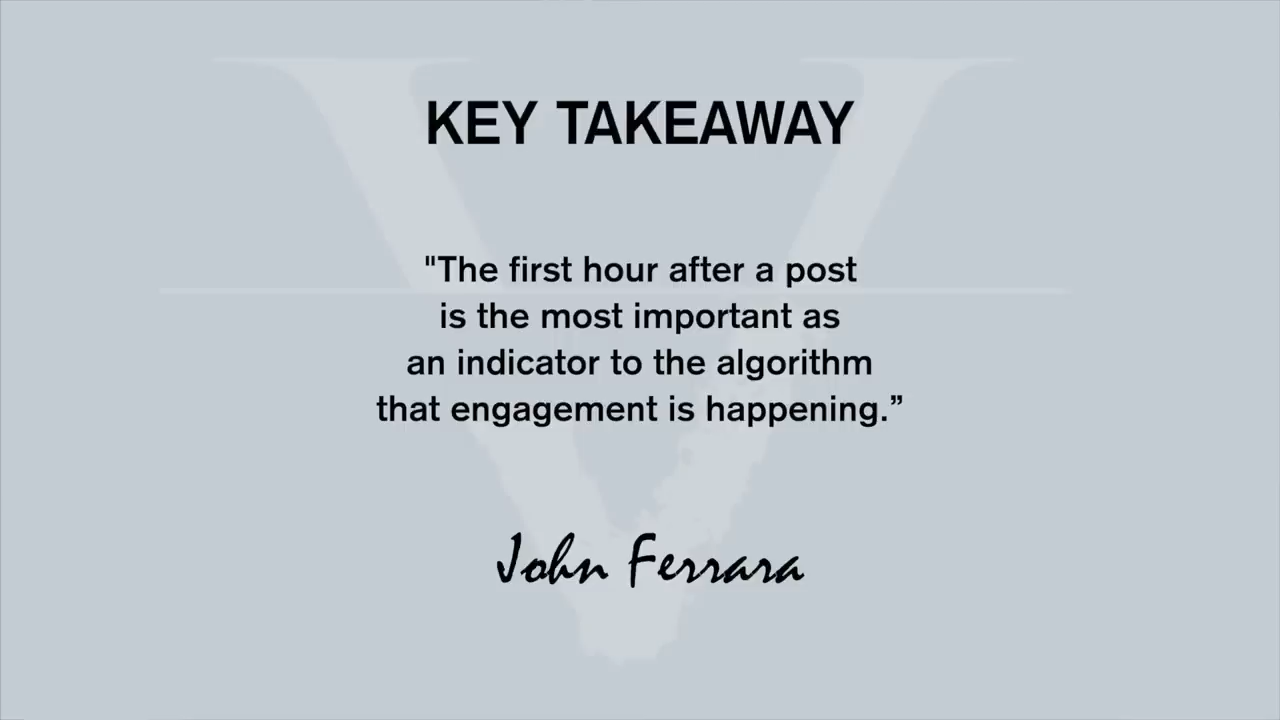 KEY TAKEAWAY
"The first hour after a post
is the most important as
an indicator to the algorithm
that engagement is happening.”
John Ferrara